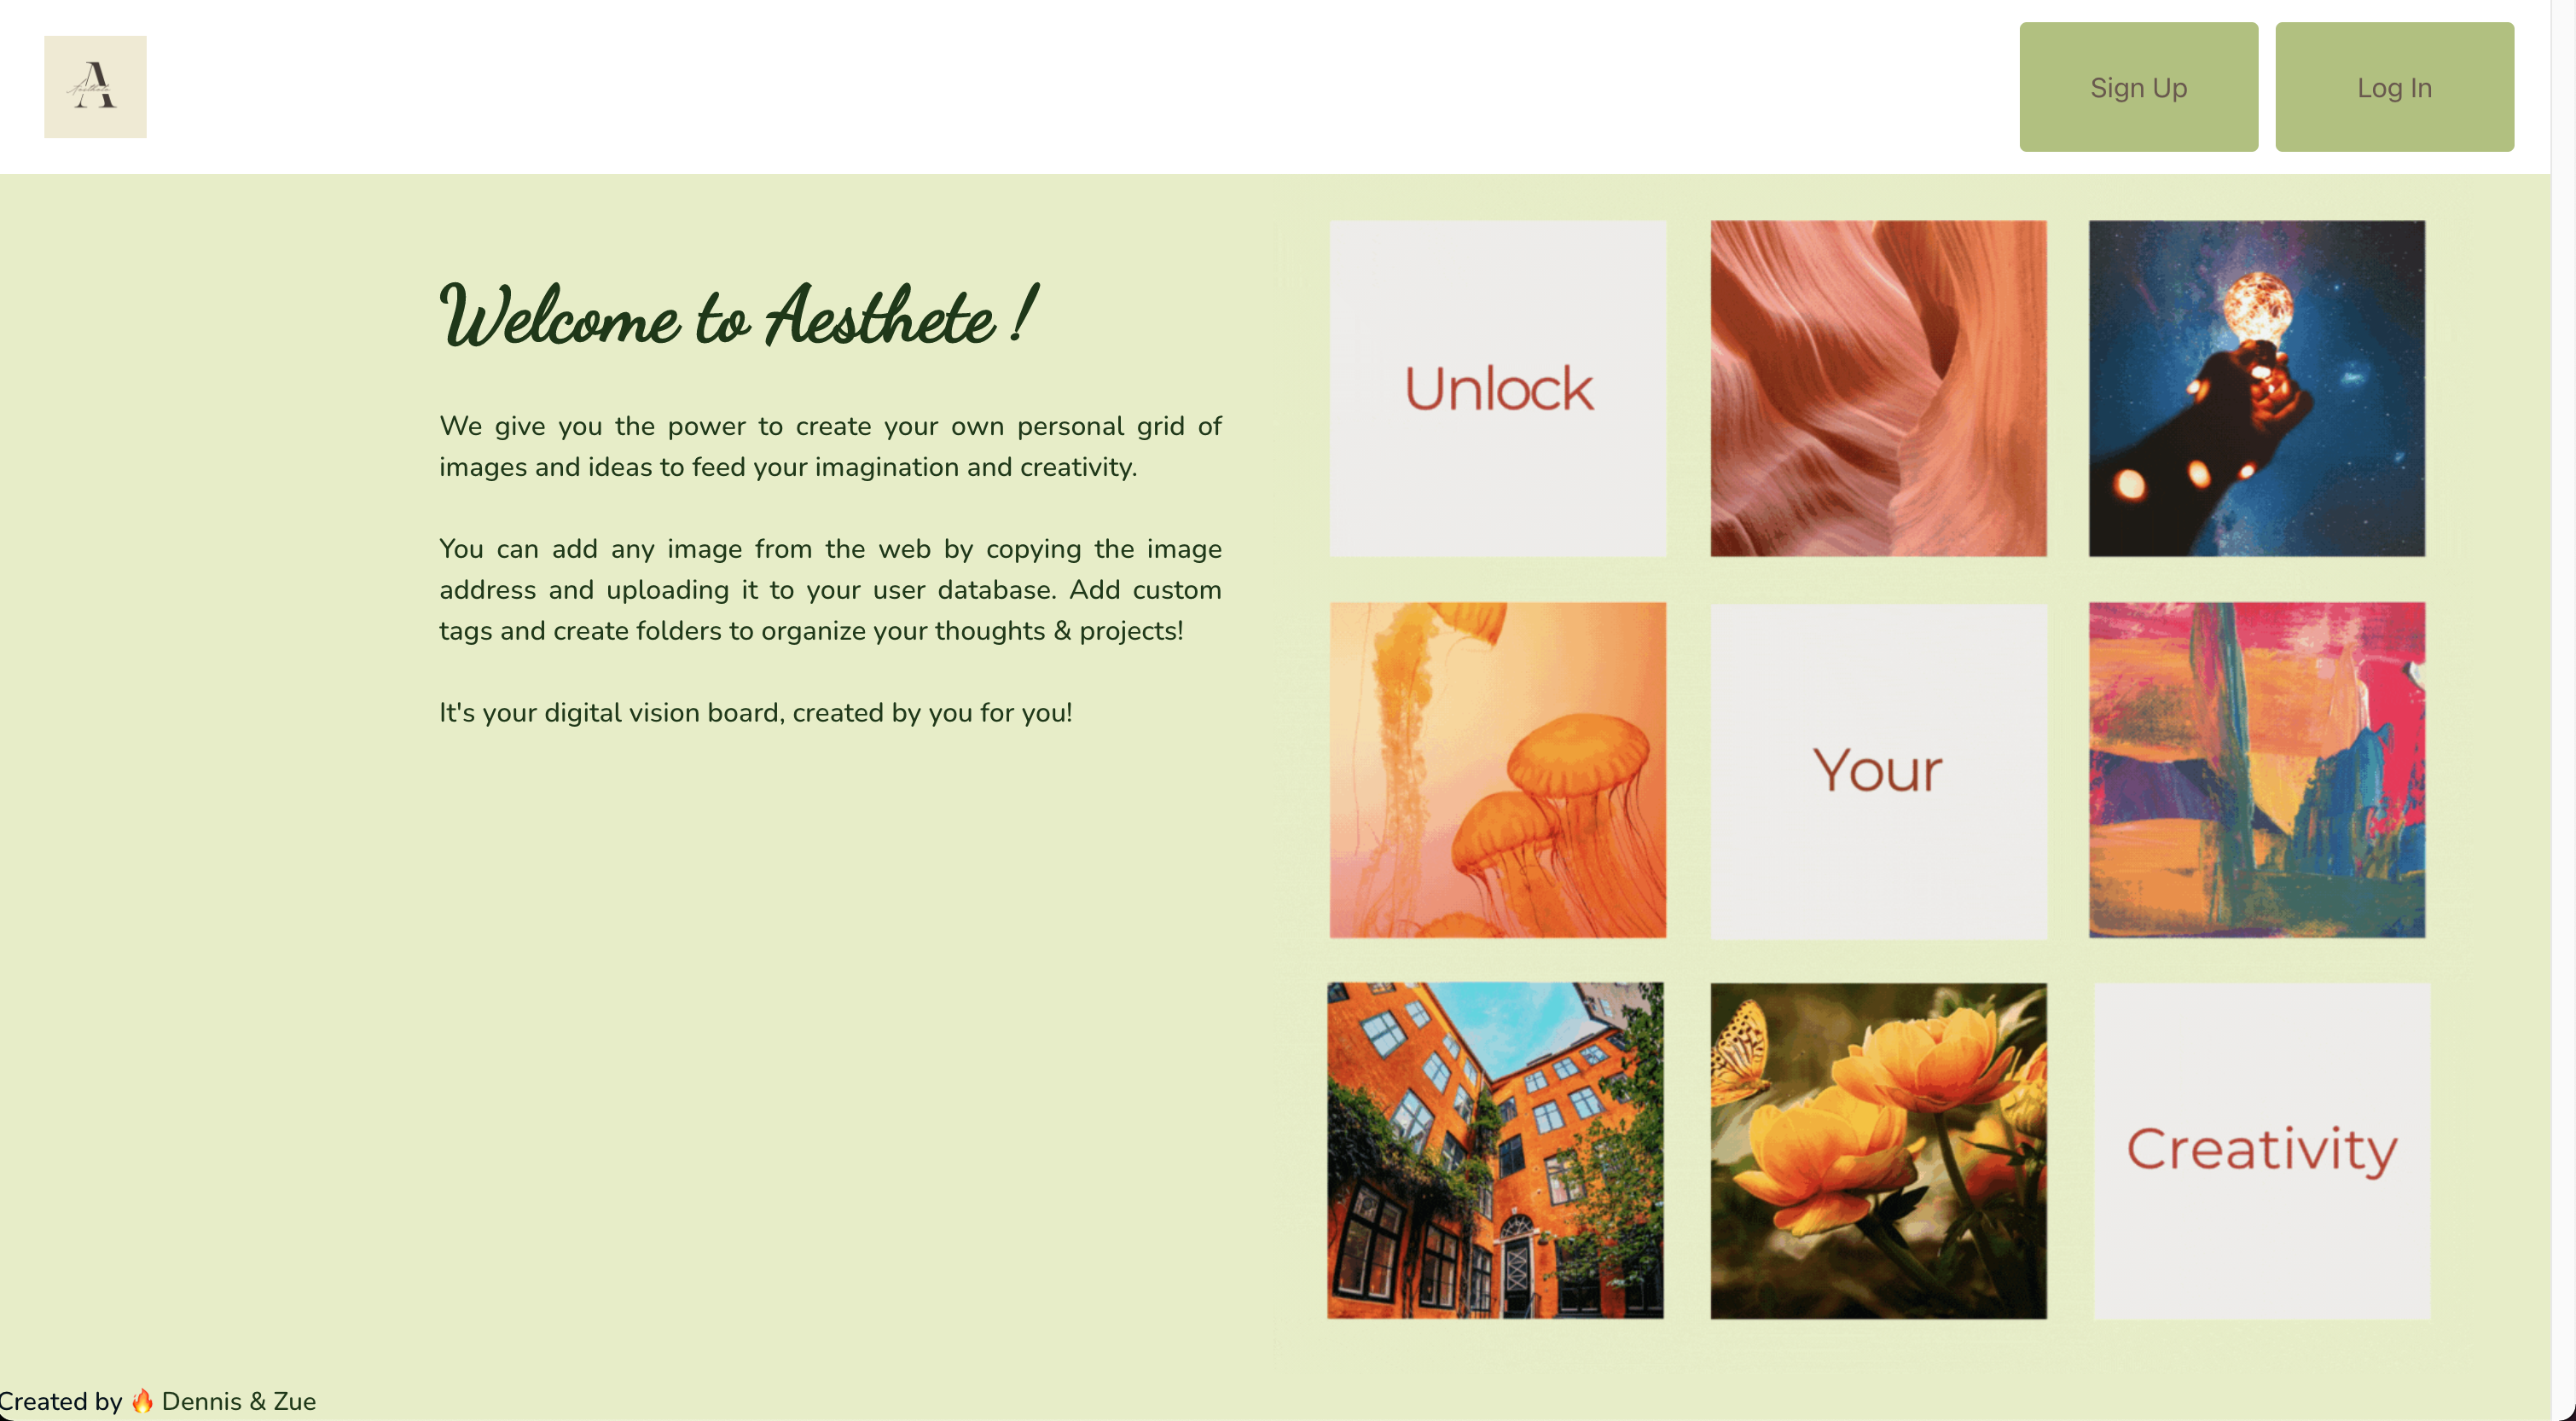 A
Aesthete
Sign Up
Log In
Welcome to Aesthete !
We give you the power to create your own personal grid of
images and ideas to feed your imagination and creativity.
You can add any image from the web by copying the image
address and uploading it to your user database. Add custom
tags and create folders to organize your thoughts & projects!
It's your digital vision board, created by you for you!
Unlock
Your
Creativity
Created by 🔥 Dennis & Zue